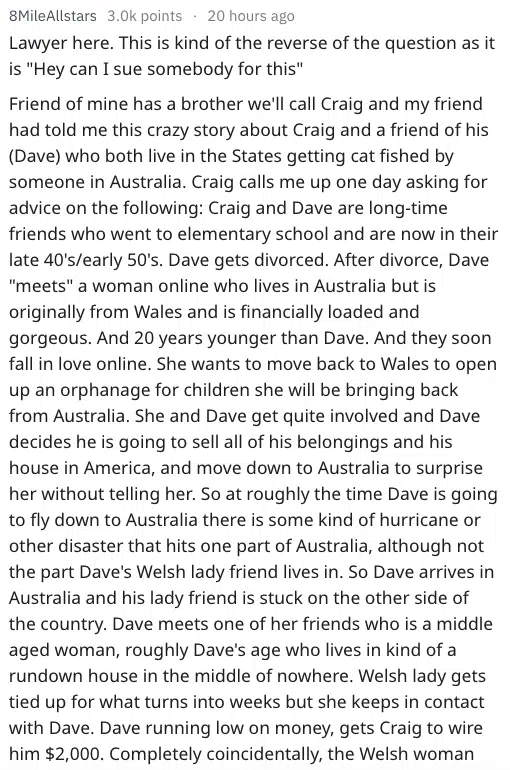 8MileAllstars 3.0k points · 20 hours ago
Lawyer here. This is kind of the reverse of the question as it
is "Hey can I sue somebody for this"
Friend of mine has a brother we'll call Craig and my friend
had told me this crazy story about Craig and a friend of his
(Dave) who both live in the States getting cat fished by
someone in Australia. Craig calls me up one day asking for
advice on the following: Craig and Dave are long-time
friends who went to elementary school and are now in their
late 40's/early 50's. Dave gets divorced. After divorce, Dave
"meets" a woman online who lives in Australia but is
originally from Wales and is financially loaded and
gorgeous. And 20 years younger than Dave. And they soon
fall in love online. She wants to move back to Wales to open
up an orphanage for children she will be bringing back
from Australia. She and Dave get quite involved and Dave
decides he is going to sell all of his belongings and his
house in America, and move down to Australia to surprise
her without telling her. So at roughly the time Dave is going
to fly down to Australia there is some kind of hurricane or
other disaster that hits one part of Australia, although not
the part Dave's Welsh lady friend lives in. So Dave arrives in
Australia and his lady friend is stuck on the other side of
the country. Dave meets one of her friends who is a middle
aged woman, roughly Dave's age who lives in kind of a
rundown house in the middle of nowhere. Welsh lady gets
tied up for what turns into weeks but she keeps in contact
with Dave. Dave running low on money, gets Craig to wire
him $2,000. Completely coincidentally, the Welsh woman